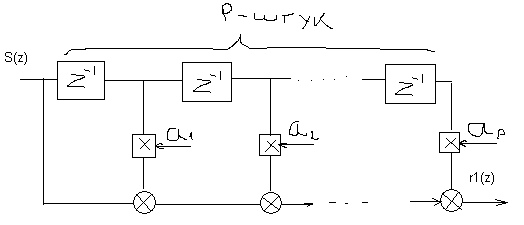 P-штук
S(z)
z⁻¹
z⁻¹
z⁻¹
a₁
a₂
aₚ
r1(z)